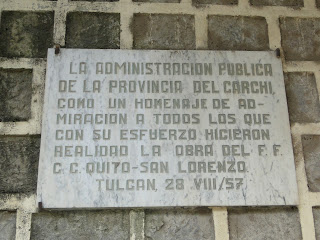 LA ADMINISTRACION PUBLICA
DE LA PROVINCIA DEL CARCHI,
COMO UN HOMENAJE DE AD-
MIRACION A TODOS LOS QUE
CON SU ESFUERZO HICIERON
REALIDAD LA OBRA DEL F. F.
C. C. QUITO-SAN LORENZO.
TULCAN, 28 VIII/57.